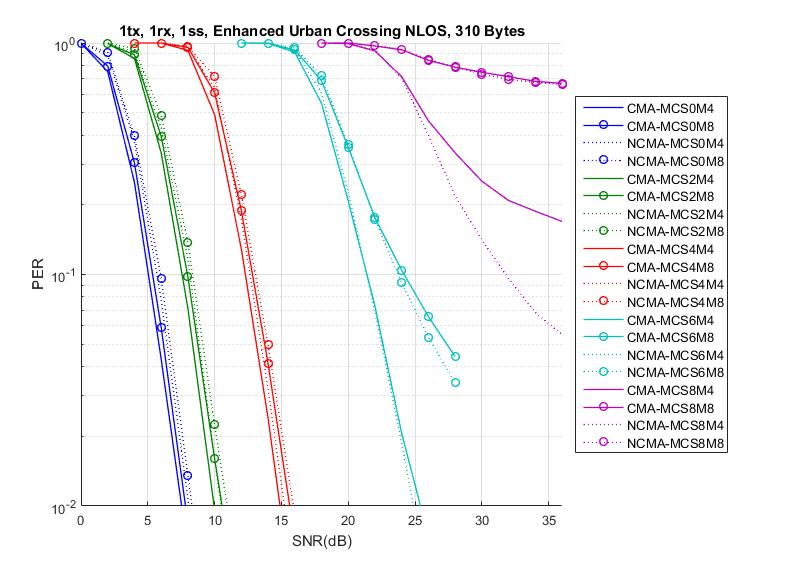 1tx, 1rx, 1ss, Enhanced Urban Crossing NLOS, 310 Bytes
10^0
10^-1
10^-2
PER
0 5 10 15 20 25 30 35
SNR(dB)
CMA-MCS0M4
CMA-MCS0M8
NCMA-MCS0M4
NCMA-MCS0M8
CMA-MCS2M4
CMA-MCS2M8
NCMA-MCS2M4
NCMA-MCS2M8
CMA-MCS4M4
CMA-MCS4M8
NCMA-MCS4M4
NCMA-MCS4M8
CMA-MCS6M4
CMA-MCS6M8
NCMA-MCS6M4
NCMA-MCS6M8
CMA-MCS8M4
CMA-MCS8M8
NCMA-MCS8M4
NCMA-MCS8M8